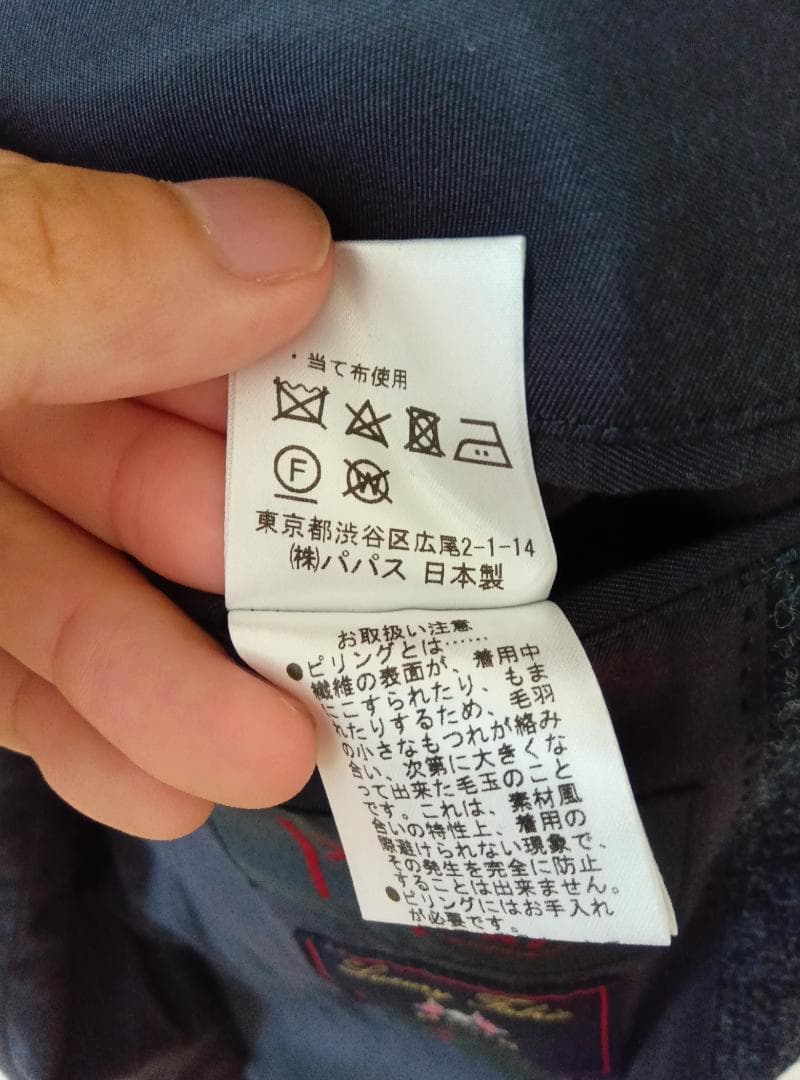 ・当て布使用
F
W
東京都渋谷区広尾2-1-14
㈱パパス 日本製
お取扱い注意
●ピリングとは……
繊維の表面が、着用中
にこすられたり、もま
れたりするため、毛羽
の小さなもつれが絡み
合い、次第に大きくな
って出来た毛玉のこと
です。これは、素材風
合いの特性上、着用の
際避けられない現象で、
その発生を完全に防止
することは出来ません。
●ピリングにはお手入れ
が必要です。
Luxury Fabric